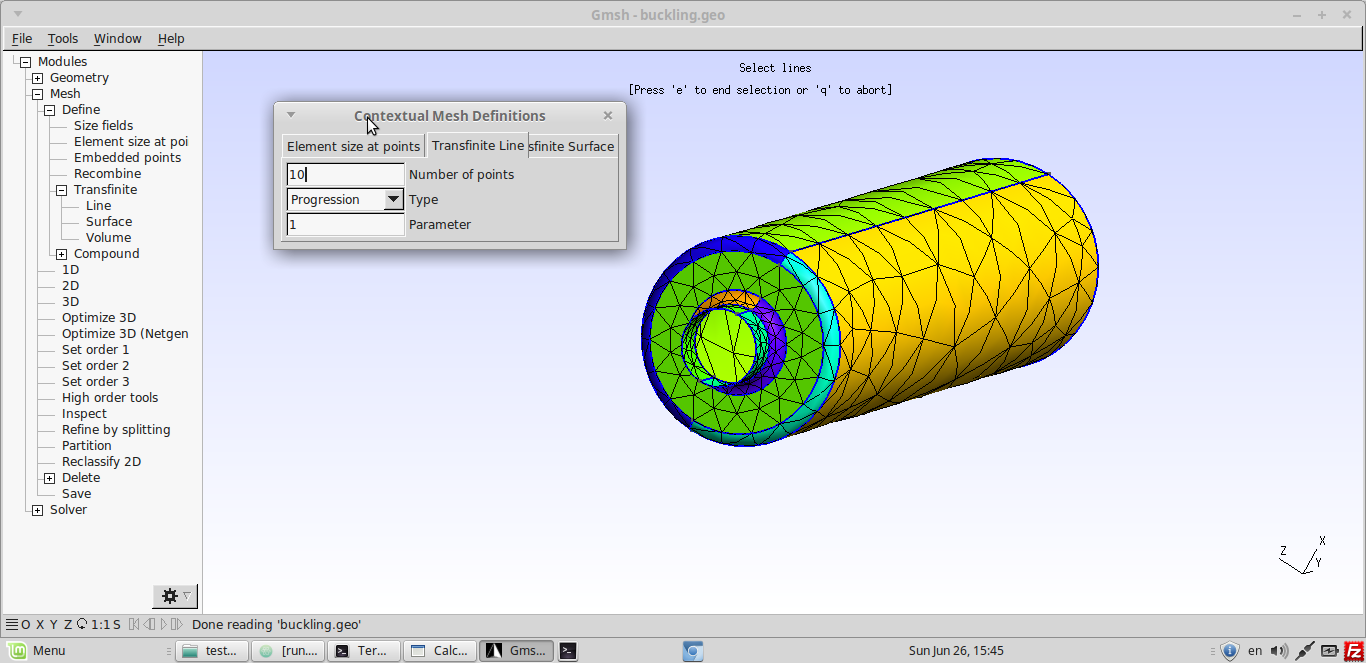 Gmsh - buckling.geo
File Tools Window Help
Modules
Geometry
Mesh
Define
Size fields
Element size at poi
Embedded points
Recombine
Transfinite
Line
Surface
Volume
Compound
1D
2D
3D
Optimize 3D
Optimize 3D (Netgen
Set order 1
Set order 2
Set order 3
High order tools
Inspect
Refine by splitting
Partition
Reclassify 2D
Delete
Save
Solver
Select lines
[Press 'e' to end selection or 'q' to abort]
Contextual Mesh Definitions
Element size at points Transfinite Line sfinite Surface
10 Number of points
Progression Type
1 Parameter
Z X Y
O X Y Z 1:1 S Done reading 'buckling.geo'
Menu test... [run.... Ter... Calc... Gms... Sun Jun 26, 15:45 en FZ